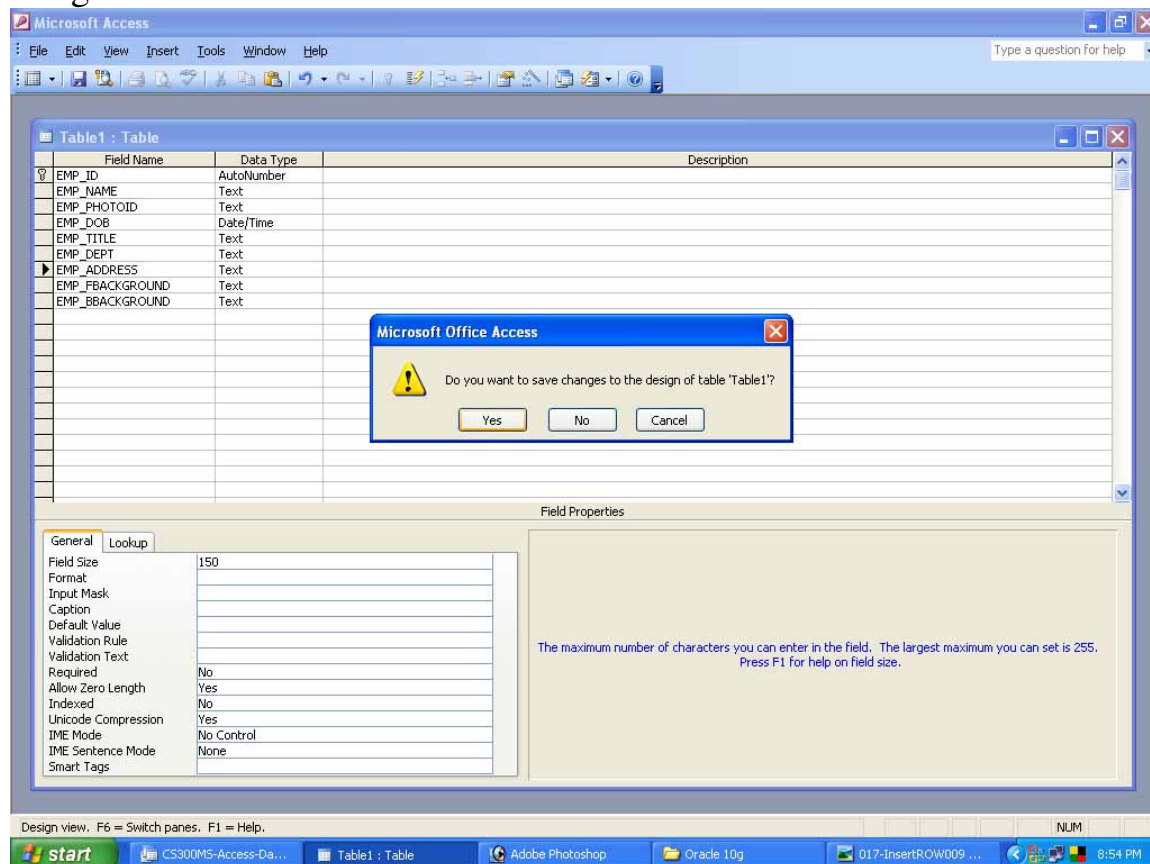 Microsoft Access
File Edit View Insert Tools Window Help
Type a question for help
Table1 : Table
Field Name Data Type Description
EMP_ID AutoNumber
EMP_NAME Text
EMP_PHOTOID Text
EMP_DOB Date/Time
EMP_TITLE Text
EMP_DEPT Text
EMP_ADDRESS Text
EMP_FBACKGROUND Text
EMP_BBACKGROUND Text
Microsoft Office Access
Do you want to save changes to the design of table 'Table1'?
Yes No Cancel
Field Properties
General Lookup
Field Size 150
Format
Input Mask
Caption
Default Value
Validation Rule
Validation Text
Required No
Allow Zero Length Yes
Indexed No
Unicode Compression Yes
IME Mode No Control
IME Sentence Mode None
Smart Tags
The maximum number of characters you can enter in the field. The largest maximum you can set is 255.
Press F1 for help on field size.
Design view. F6 = Switch panes. F1 = Help. NUM
start CS300MS-Access-Da... Table1 : Table Adobe Photoshop Oracle 10g 017-InsertROW009 ... 8:54 PM